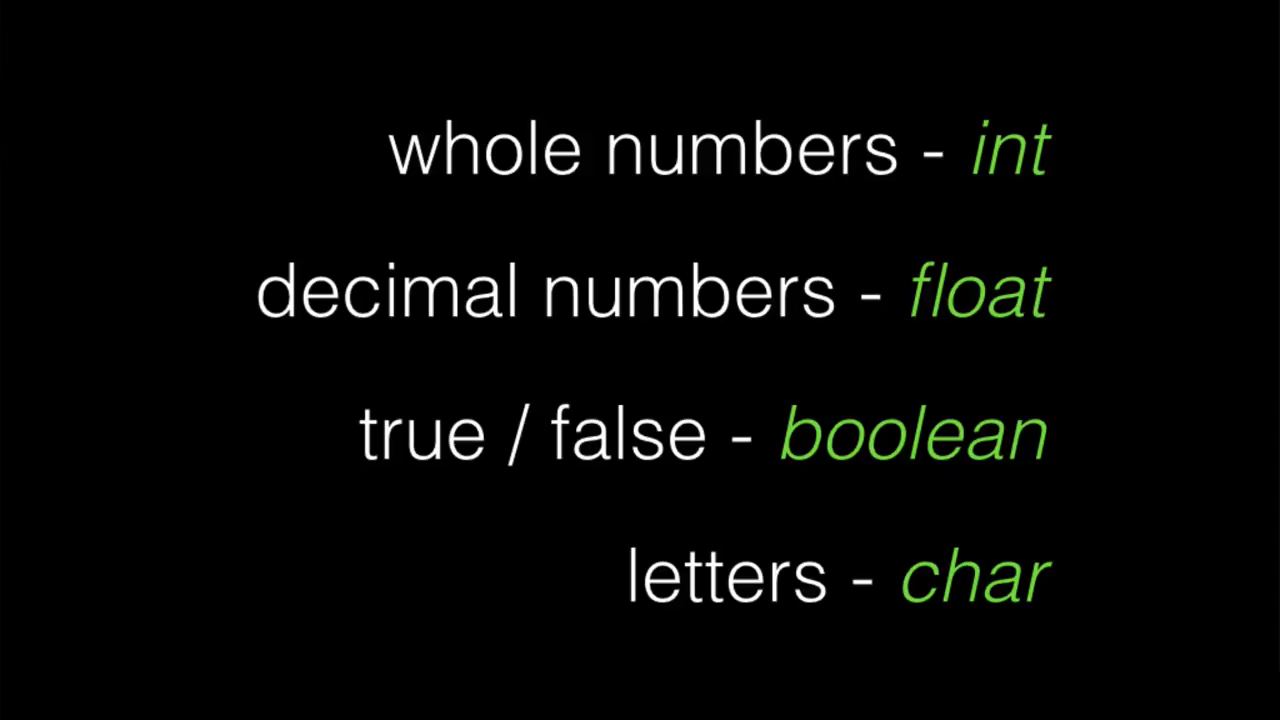 whole numbers - int
decimal numbers - float
true / false - boolean
letters - char